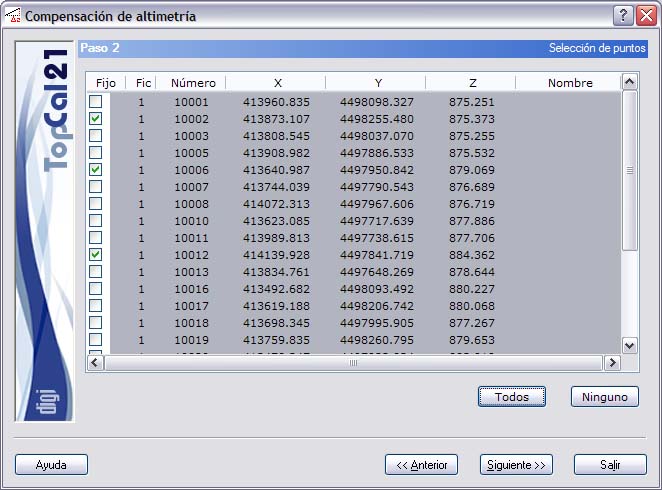 Compensación de altimetría
TopCal 21
digi
Paso 2 Selección de puntos
Fijo Fic Número X Y Z Nombre
1 10001 413960.835 4498098.327 875.251
1 10002 413873.107 4498255.480 875.373
1 10003 413808.545 4498037.070 875.255
1 10005 413908.982 4497886.533 875.532
1 10006 413640.987 4497950.842 879.069
1 10007 413744.039 4497790.543 876.689
1 10008 414072.313 4497967.606 876.719
1 10010 413623.085 4497717.639 877.886
1 10011 413989.813 4497738.615 877.706
1 10012 414139.928 4497841.719 884.362
1 10013 413834.761 4497648.269 878.644
1 10016 413492.682 4498093.492 880.227
1 10017 413619.188 4498206.742 880.068
1 10018 413698.345 4497995.905 877.267
1 10019 413759.835 4498260.795 879.653
Todos Ninguno
Ayuda << Anterior Siguiente >> Salir